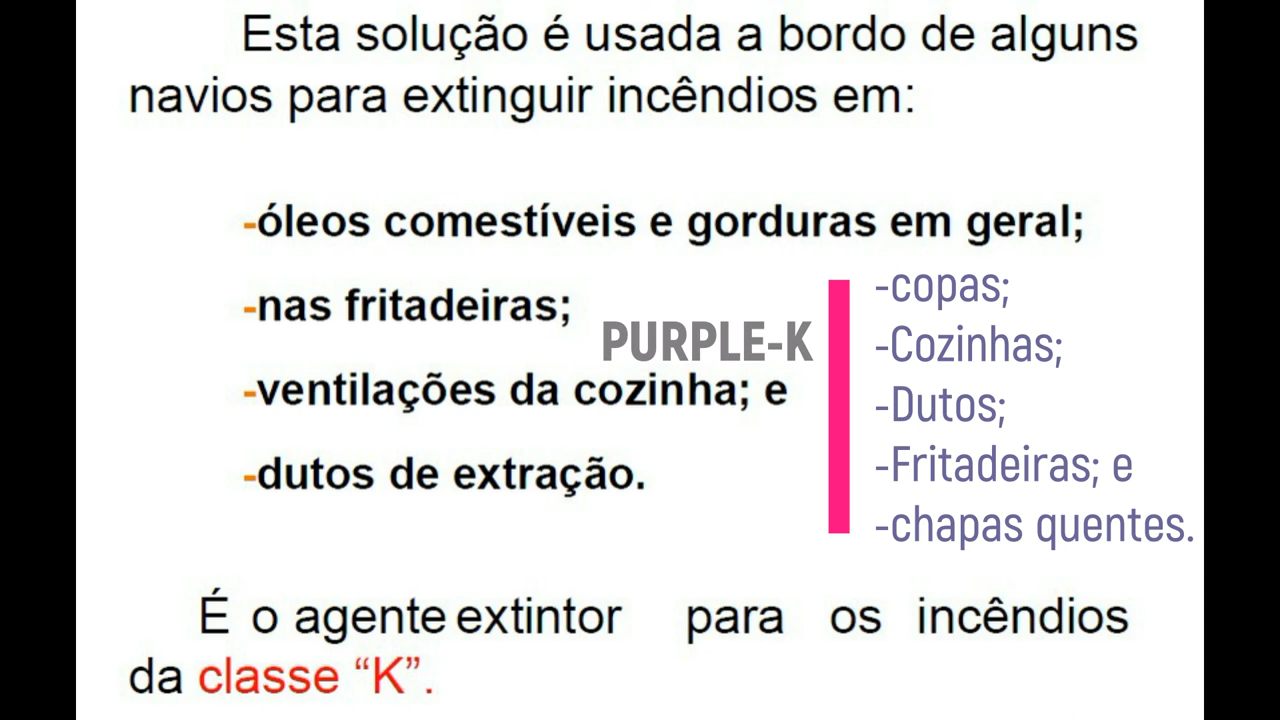 Esta solução é usada a bordo de alguns
navios para extinguir incêndios em:
-óleos comestíveis e gorduras em geral;
-nas fritadeiras;
-ventilações da cozinha; e
-dutos de extração.
PURPLE-K
-copas;
-Cozinhas;
-Dutos;
-Fritadeiras; e
-chapas quentes.
É o agente extintor para os incêndios
da classe “K”.